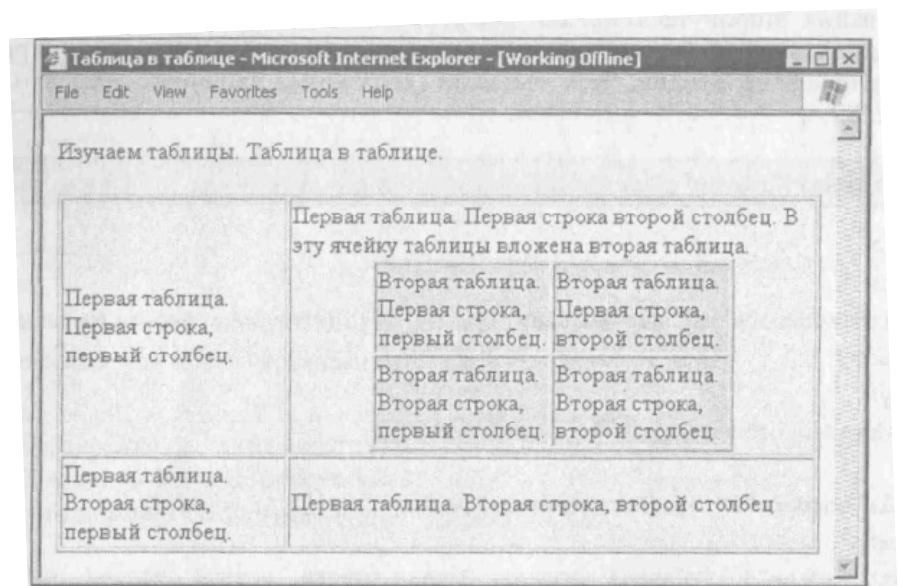 Таблица в таблице - Microsoft Internet Explorer - [Working Offline]
File Edit View Favorites Tools Help
Изучаем таблицы. Таблица в таблице.
Первая таблица.
Первая строка,
первый столбец.
Первая таблица. Первая строка второй столбец. В
эту ячейку таблицы вложена вторая таблица.
Вторая таблица.
Первая строка,
первый столбец.
Вторая таблица.
Первая строка,
второй столбец.
Вторая таблица
Вторая строка,
первый столбец
Вторая таблица
Вторая строка,
второй столбец
Первая таблица.
Вторая строка,
первый столбец.
Первая таблица. Вторая строка, второй столбец